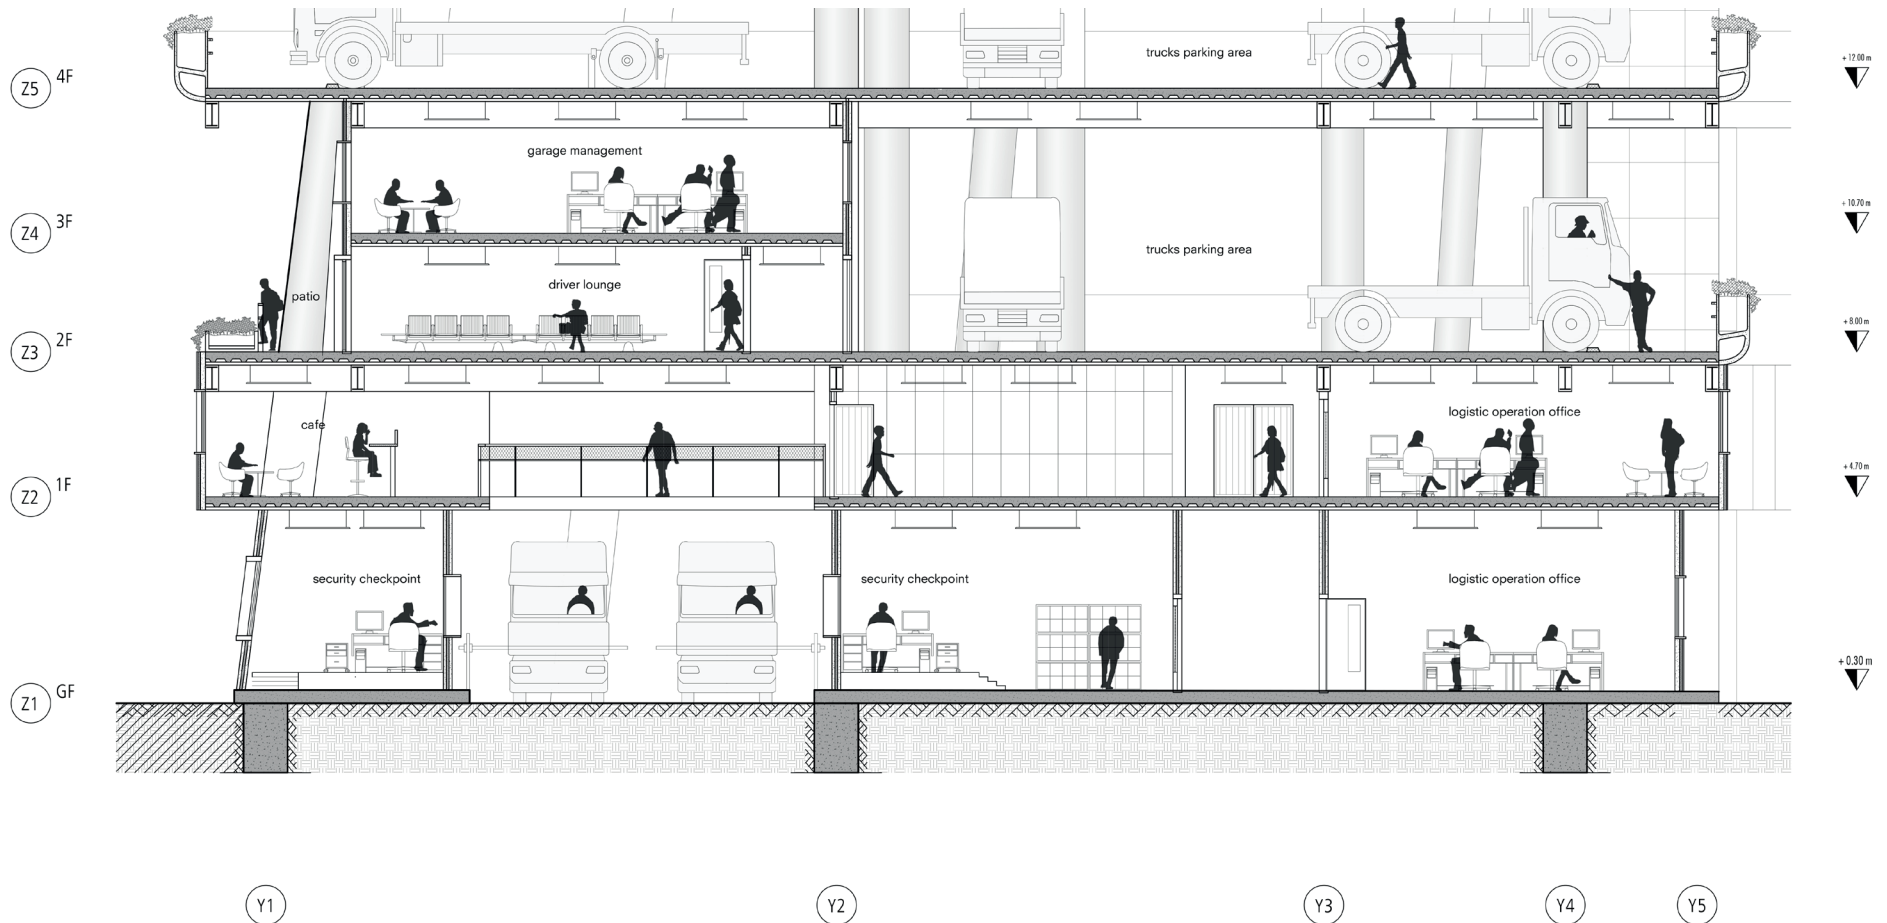 trucks parking area
+ 12.00 m
Z5 4F
garage management
+ 10.70 m
Z4 3F
trucks parking area
driver lounge
patio
+ 8.00 m
Z3 2F
logistic operation office
cafe
+ 4.70 m
Z2 1F
security checkpoint
security checkpoint
logistic operation office
+ 0.30 m
Z1 GF
Y1 Y2 Y3 Y4 Y5